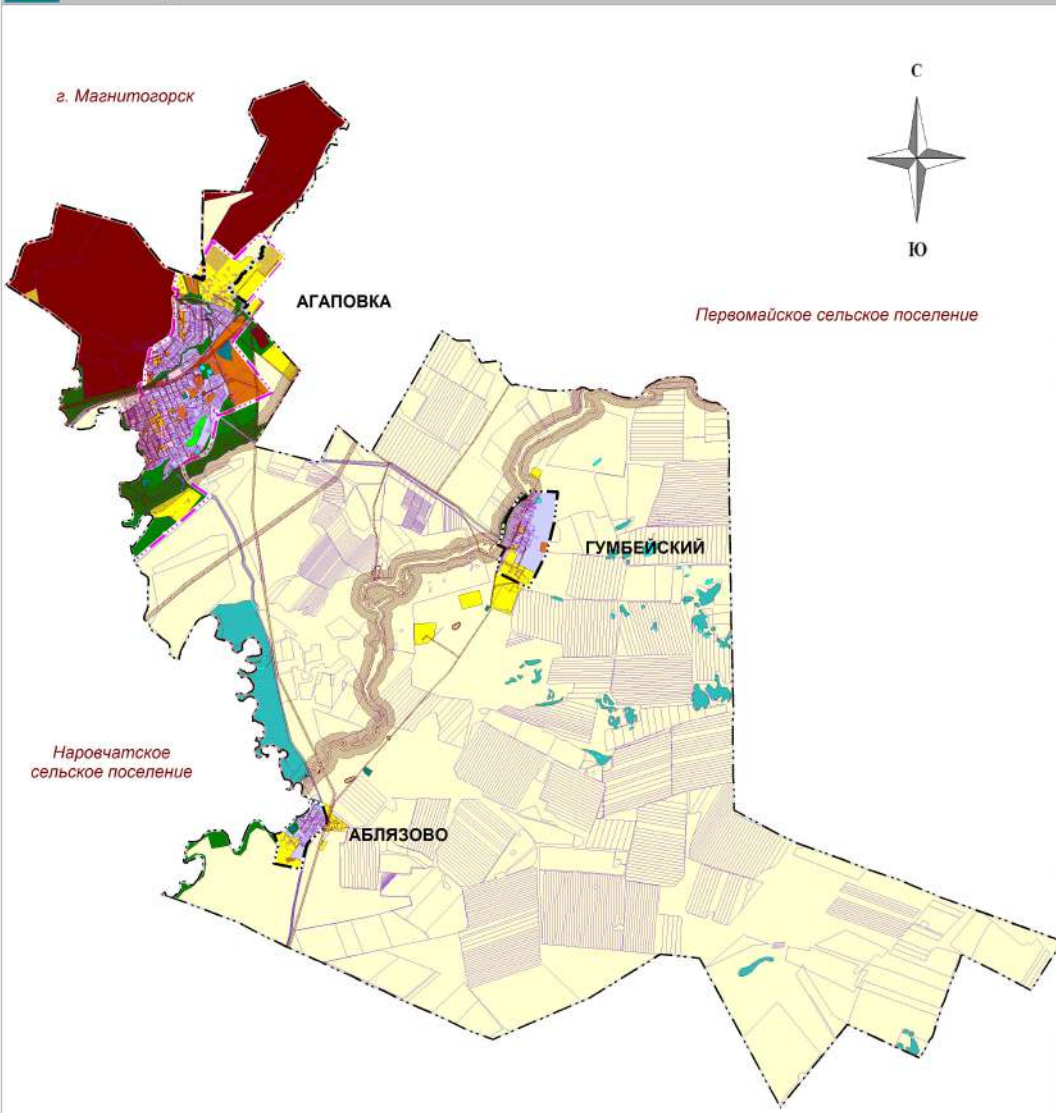 г. Магнитогорск
С
Ю
АГАПОВКА
Первомайское сельское поселение
ГУМБЕЙСКИЙ
Наровчатское
сельское поселение
АБЛЯЗОВО